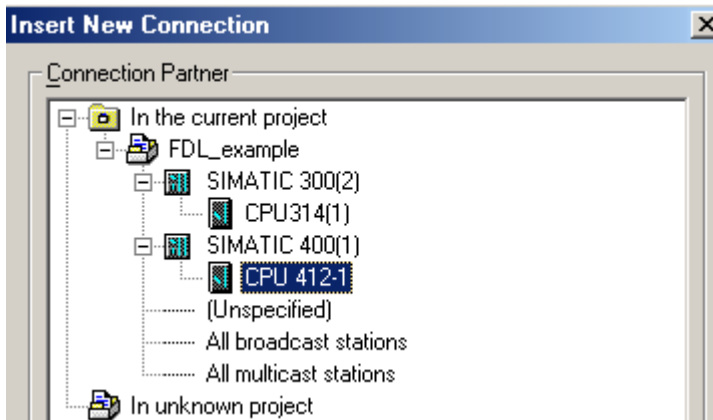 Insert New Connection
Connection Partner
In the current project
FDL_example
SIMATIC 300(2)
CPU314(1)
SIMATIC 400(1)
CPU 412-1
(Unspecified)
All broadcast stations
All multicast stations
In unknown project